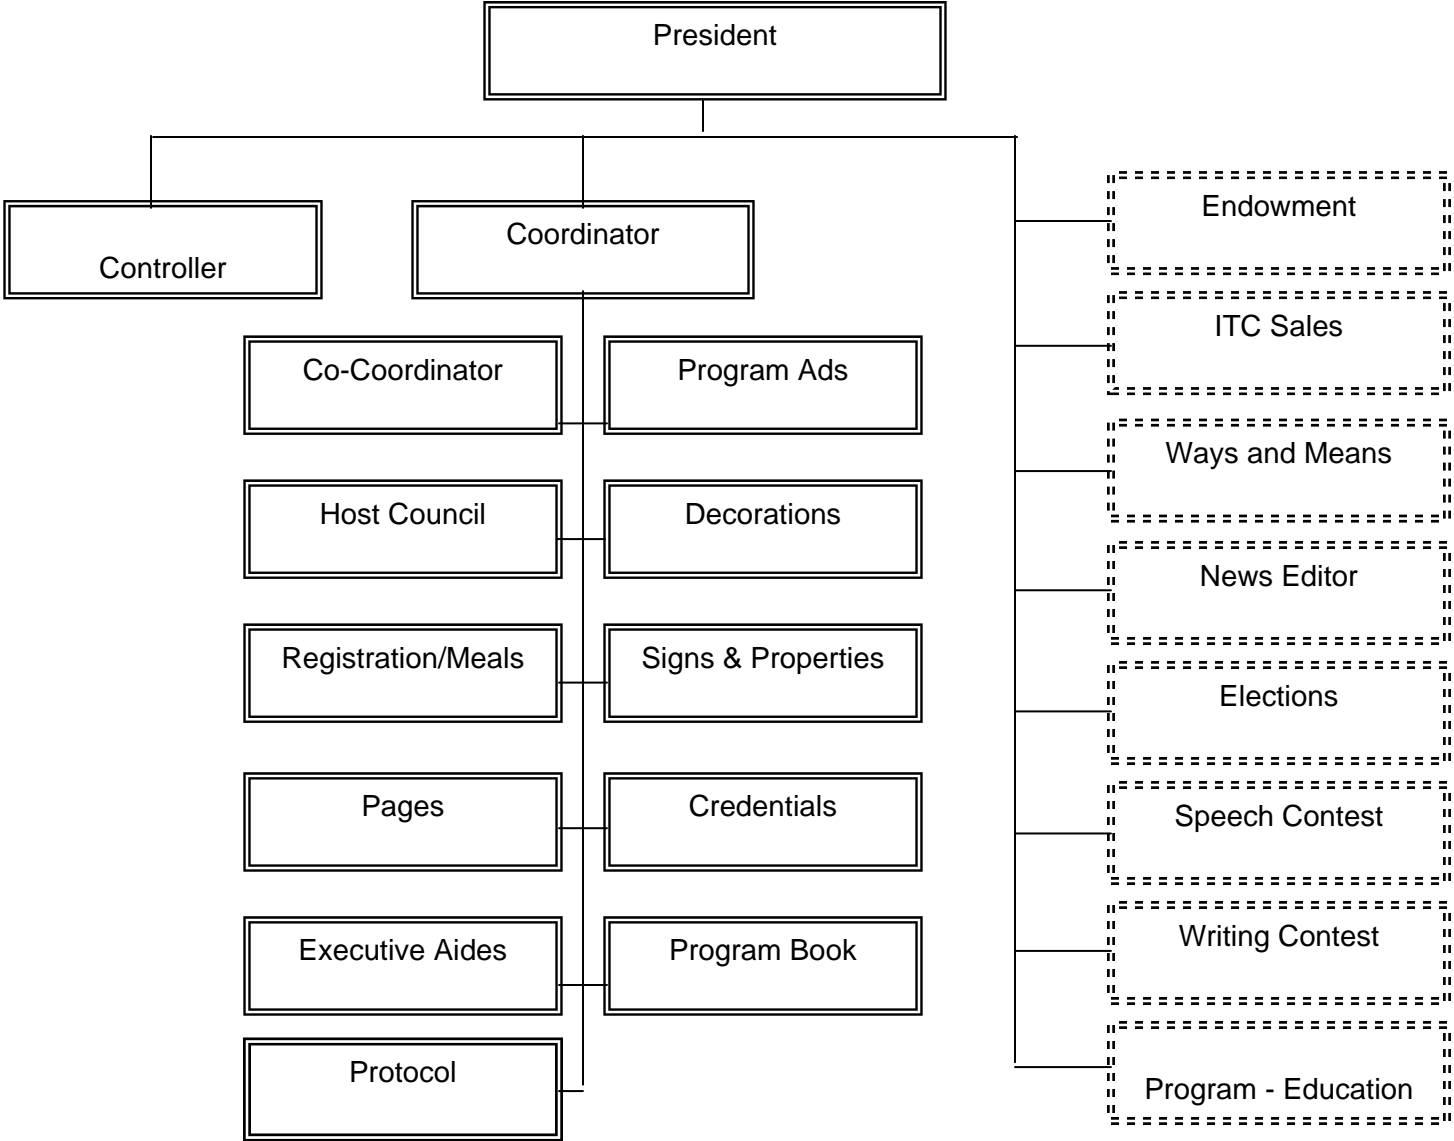 President
Controller
Coordinator
Co-Coordinator
Program Ads
Host Council
Decorations
Registration/Meals
Signs & Properties
Pages
Credentials
Executive Aides
Program Book
Protocol
Endowment
ITC Sales
Ways and Means
News Editor
Elections
Speech Contest
Writing Contest
Program - Education